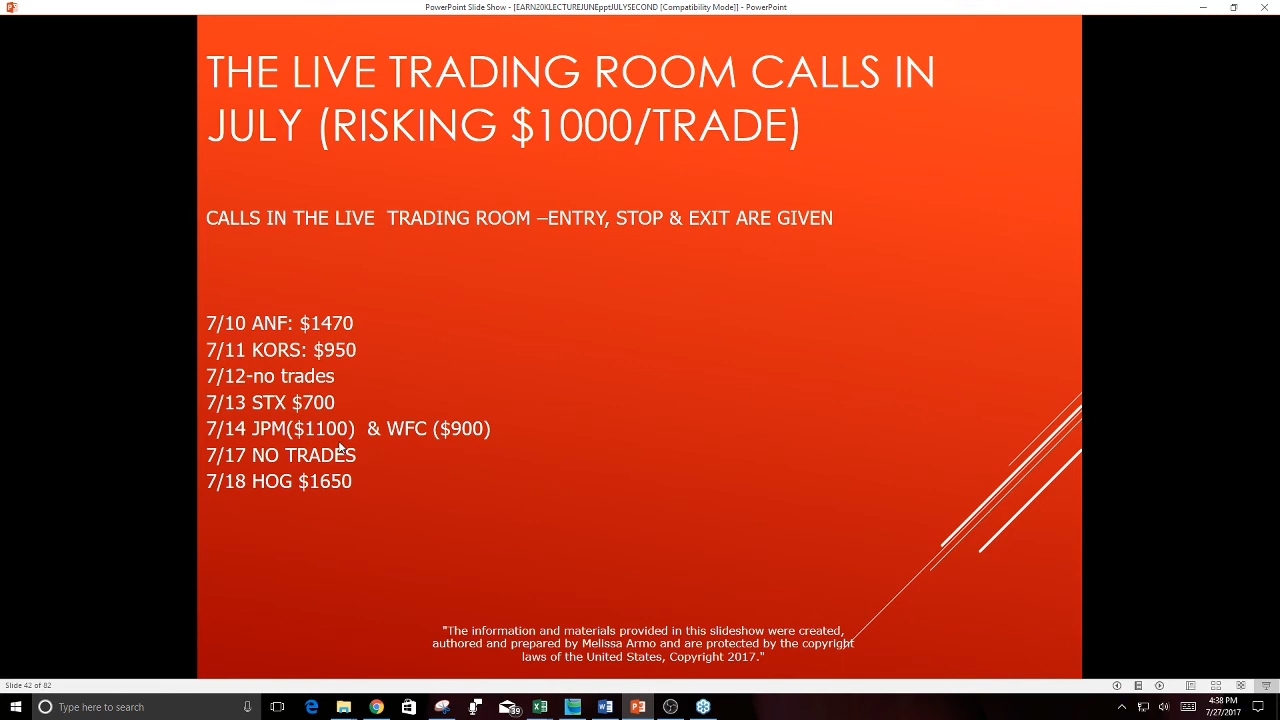 PowerPoint Slide Show - [EARN20KLECTUREJUNEpptJULYSECOND [Compatibility Mode]] - PowerPoint
THE LIVE TRADING ROOM CALLS IN
JULY (RISKING $1000/TRADE)
CALLS IN THE LIVE TRADING ROOM –ENTRY, STOP & EXIT ARE GIVEN
7/10 ANF: $1470
7/11 KORS: $950
7/12-no trades
7/13 STX $700
7/14 JPM($1100) & WFC ($900)
7/17 NO TRADES
7/18 HOG $1650
"The information and materials provided in this slideshow were created,
authored and prepared by Melissa Armo and are protected by the copyright
laws of the United States, Copyright 2017."
Slide 42 of 82
Type here to search
4:38 PM
7/27/2017